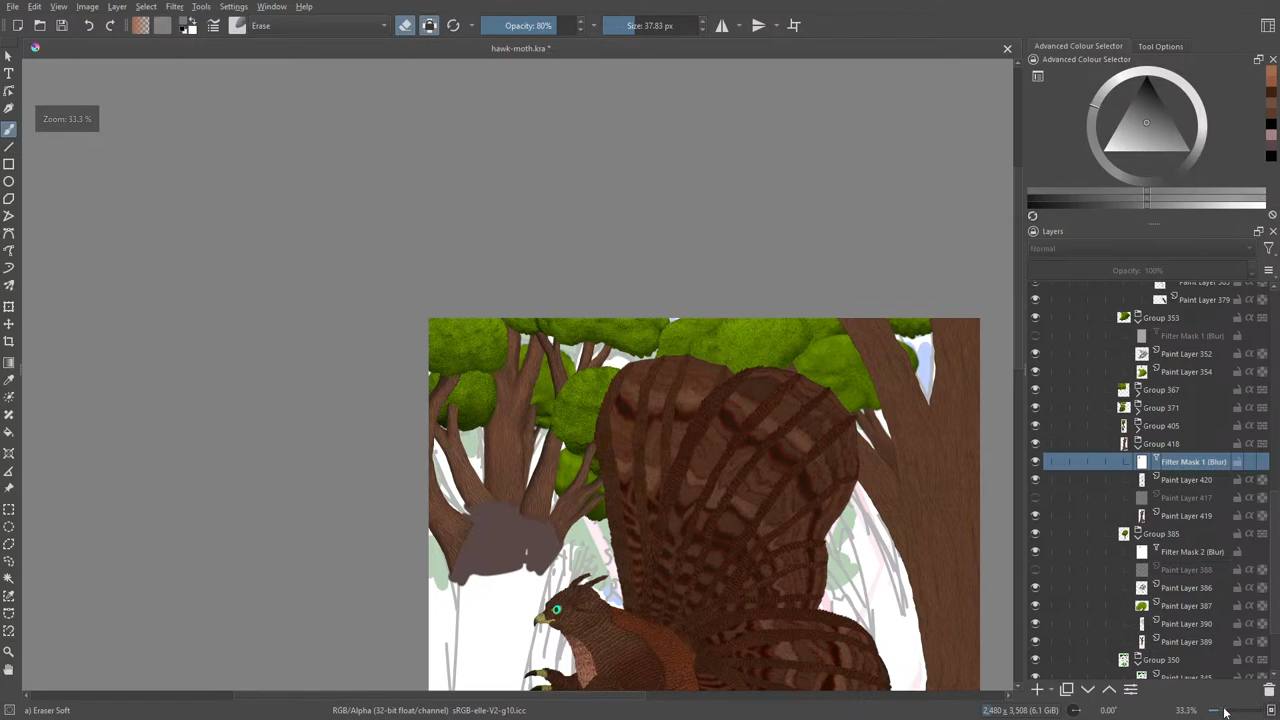 File Edit View Image Layer Select Filter Tools Settings Window Help
Erase Opacity: 80% Size: 37.83 px
hawk-moth.kra *
Advanced Colour Selector Tool Options
Advanced Colour Selector
Zoom: 33.3 %
Layers
Normal
Opacity: 100%
Paint Layer 379
Group 353
Filter Mask 1 (Blur)
Paint Layer 352
Paint Layer 354
Group 367
Group 371
Group 405
Group 418
Filter Mask 1 (Blur)
Paint Layer 420
Paint Layer 417
Paint Layer 419
Group 385
Filter Mask 2 (Blur)
Paint Layer 388
Paint Layer 386
Paint Layer 387
Paint Layer 390
Paint Layer 389
Group 350
a) Eraser Soft RGB/Alpha (32-bit float/channel) sRGB-elle-V2-g10.icc 2,480 x 3,508 (6.1 GiB) 0.00° 33.3%